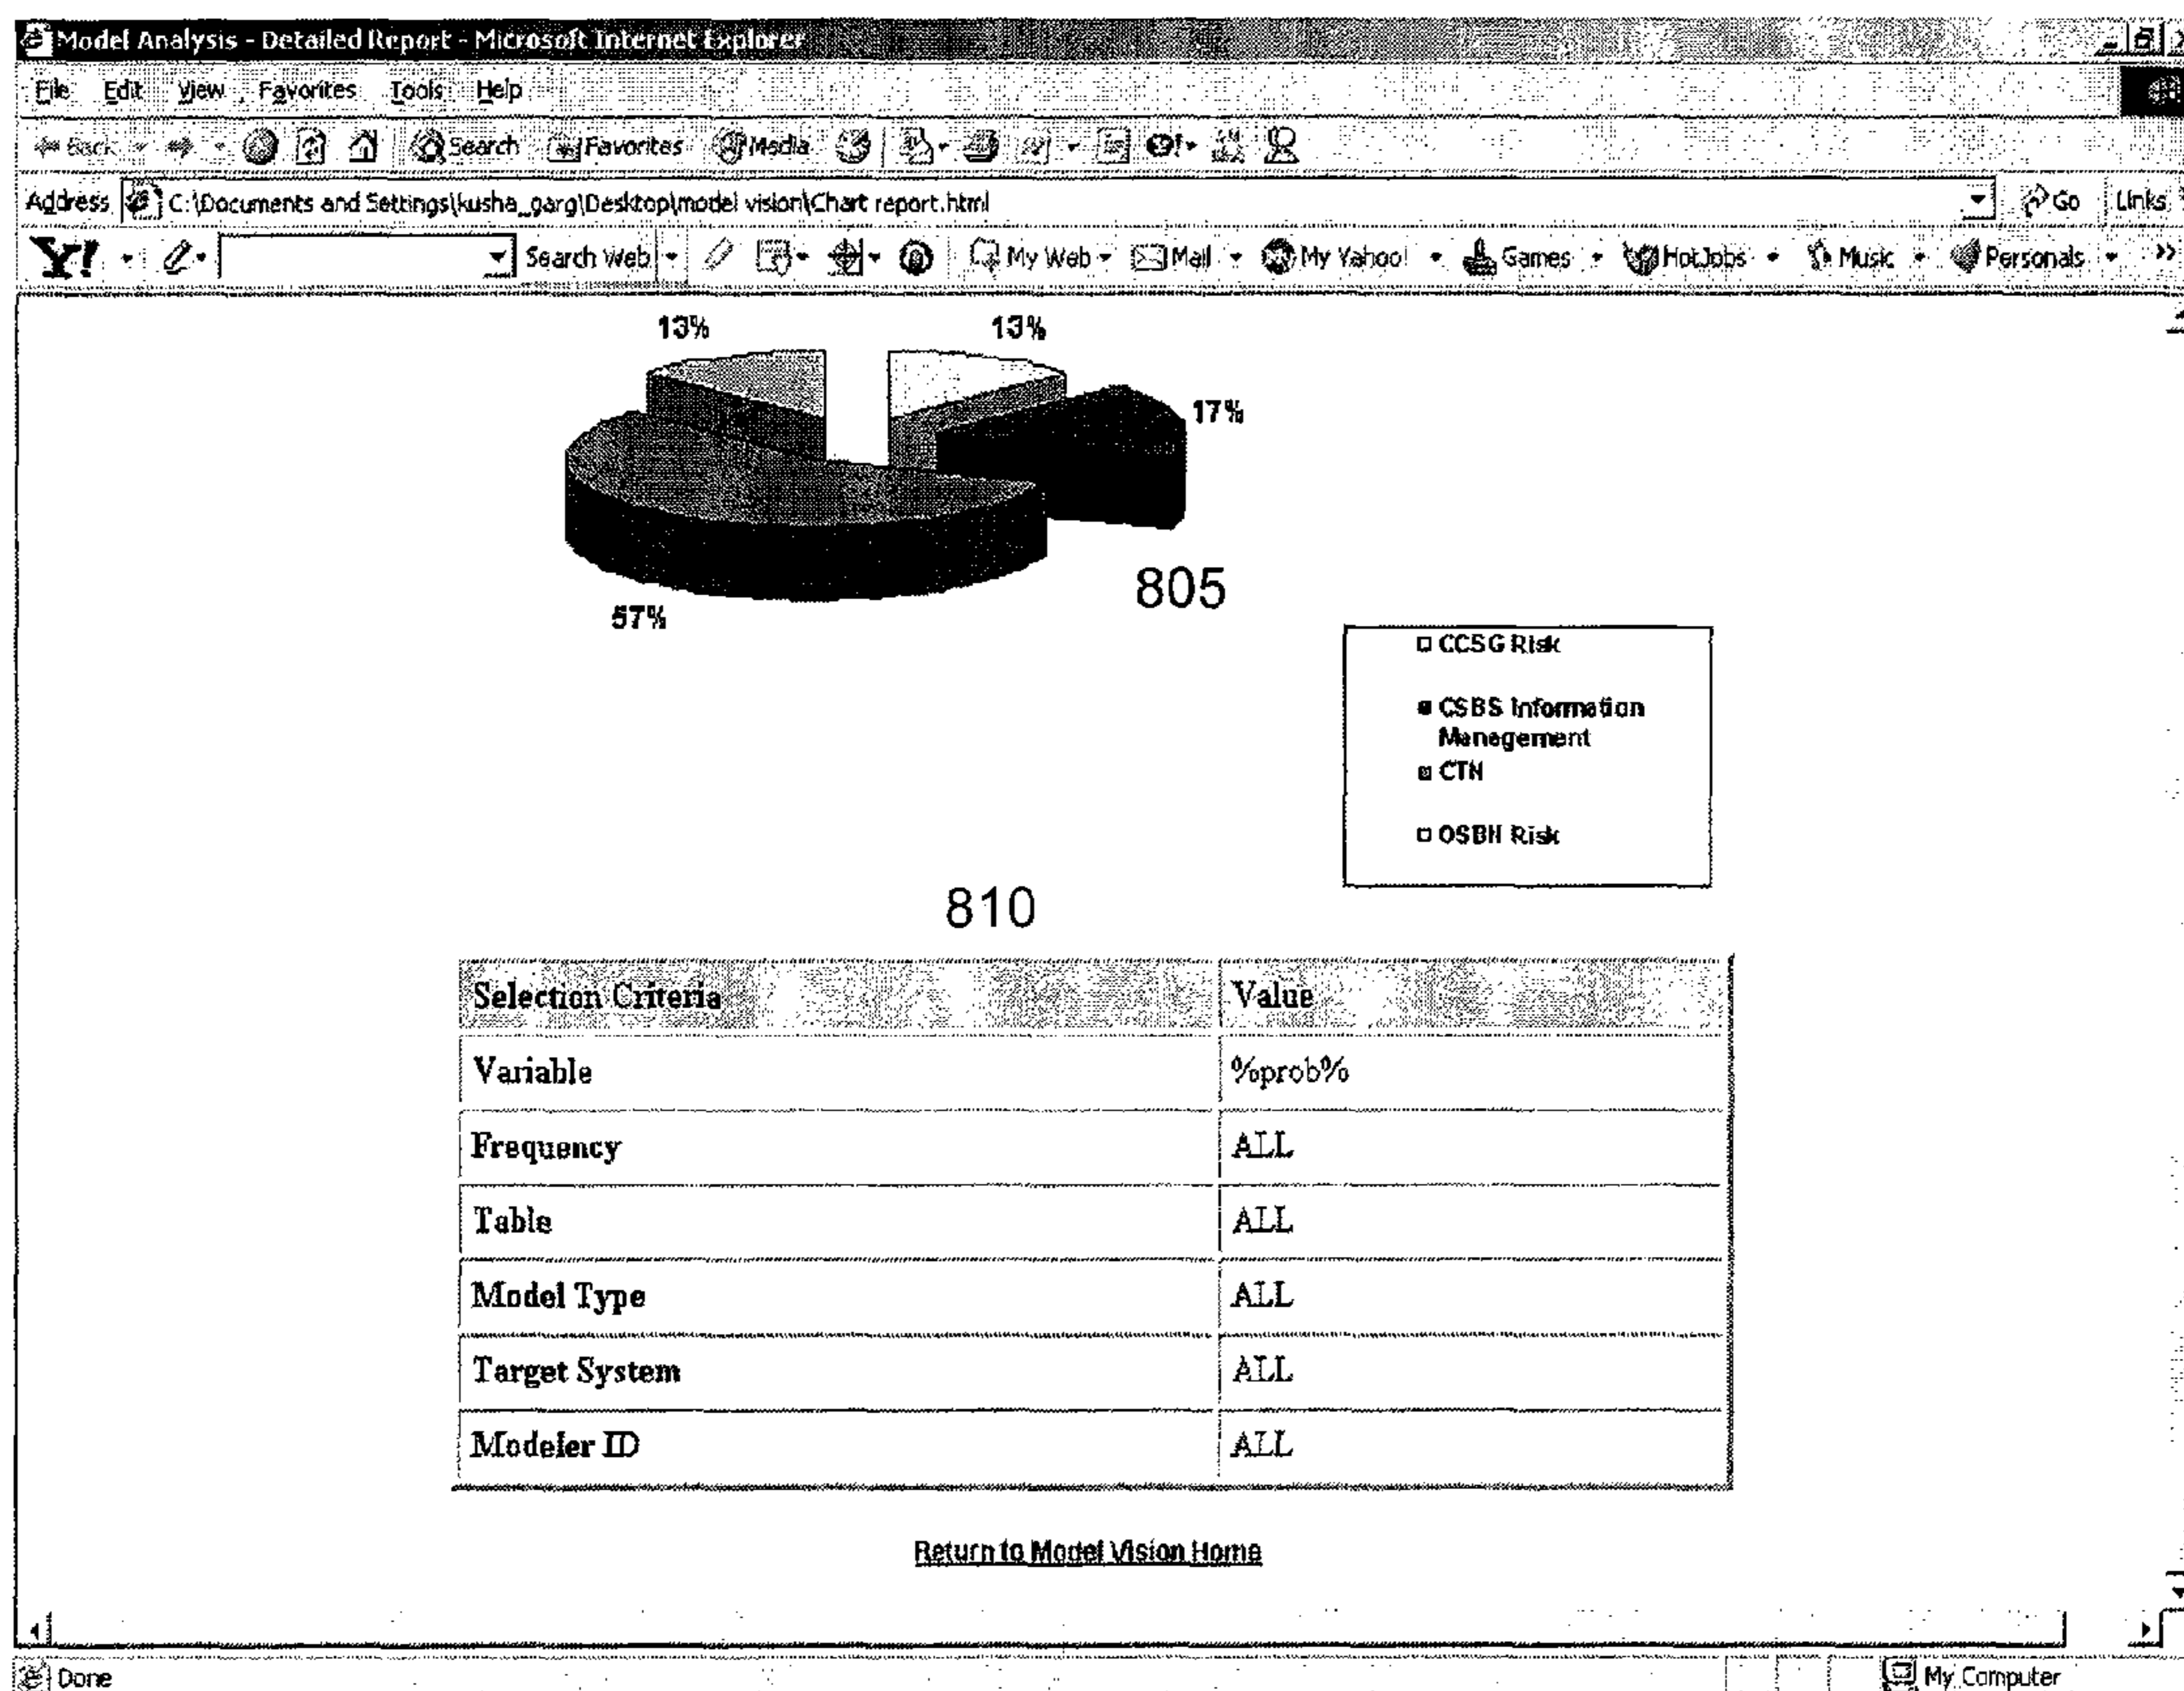 Model Analysis - Detailed Report - Microsoft Internet Explorer
File Edit View Favorites Tools Help
Back Search Favorites Media
Address C:\Documents and Settings\kusha_garg\Desktop\model vision\Chart report.html Go Links
Y! Search Web My Web Mail My Yahoo! Games HotJobs Music Personals >>
13% 13%
17%
57%
805
CCSG Risk
CSBS Information
Management
CTN
OSBN Risk
810
Selection Criteria Value
Variable %prob%
Frequency ALL
Table ALL
Model Type ALL
Target System ALL
Modeler ID ALL
Return to Model Vision Home
Done My Computer